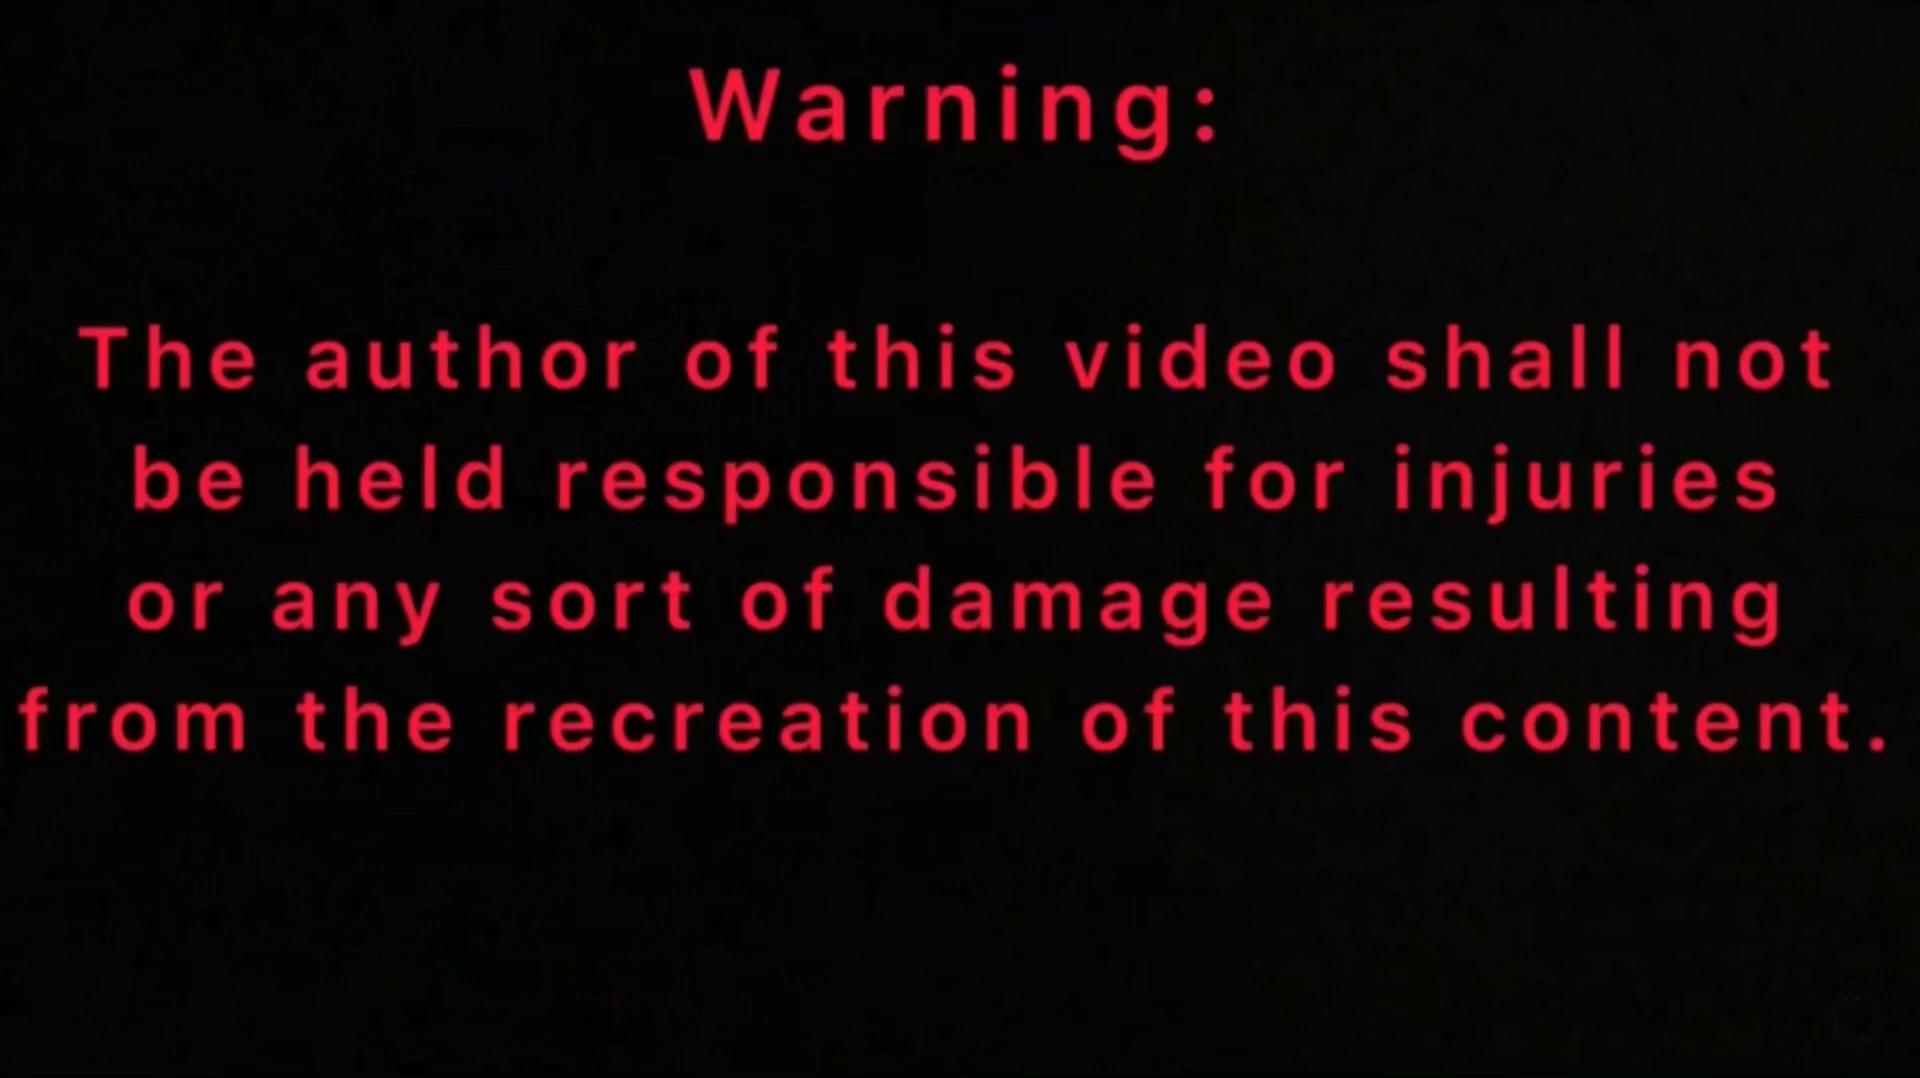 Warning:
The author of this video shall not
be held responsible for injuries
or any sort of damage resulting
from the recreation of this content.